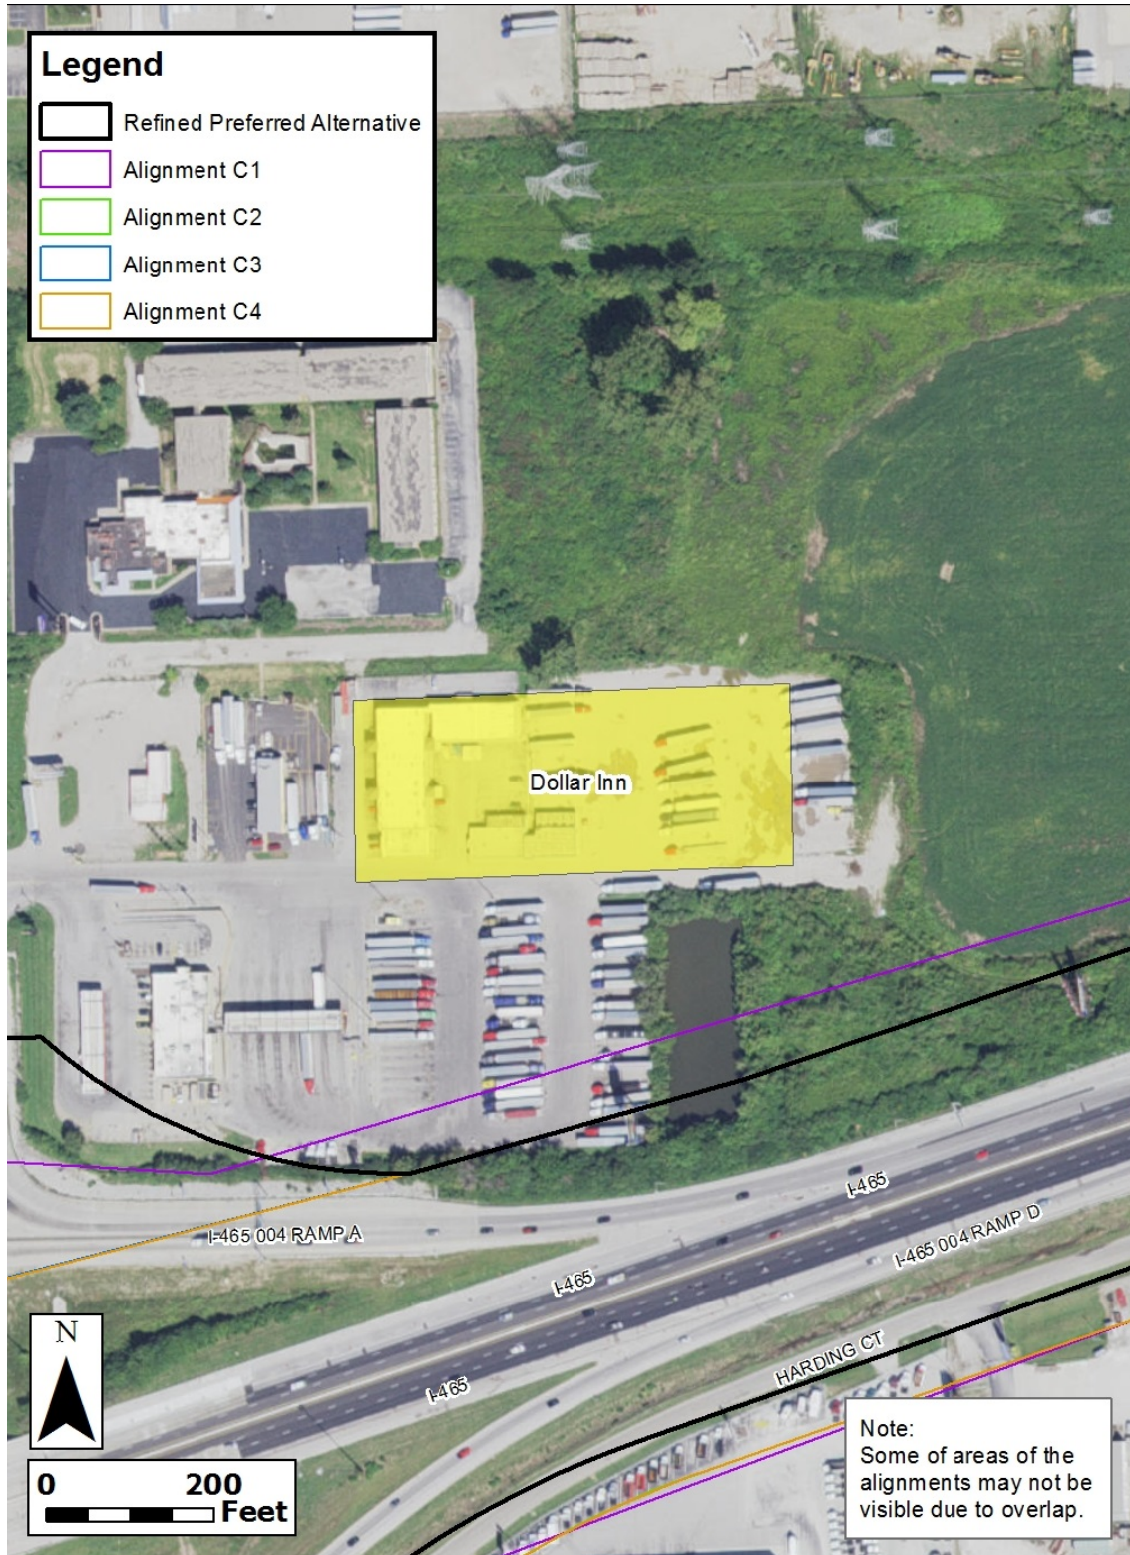 Legend
Refined Preferred Alternative
Alignment C1
Alignment C2
Alignment C3
Alignment C4
Dollar Inn
I-465
I-465 004 RAMP A
I-465 004 RAMP D
I-465
HARDING CT
I-465
N
0 200
Feet
Note:
Some of areas of the
alignments may not be
visible due to overlap.